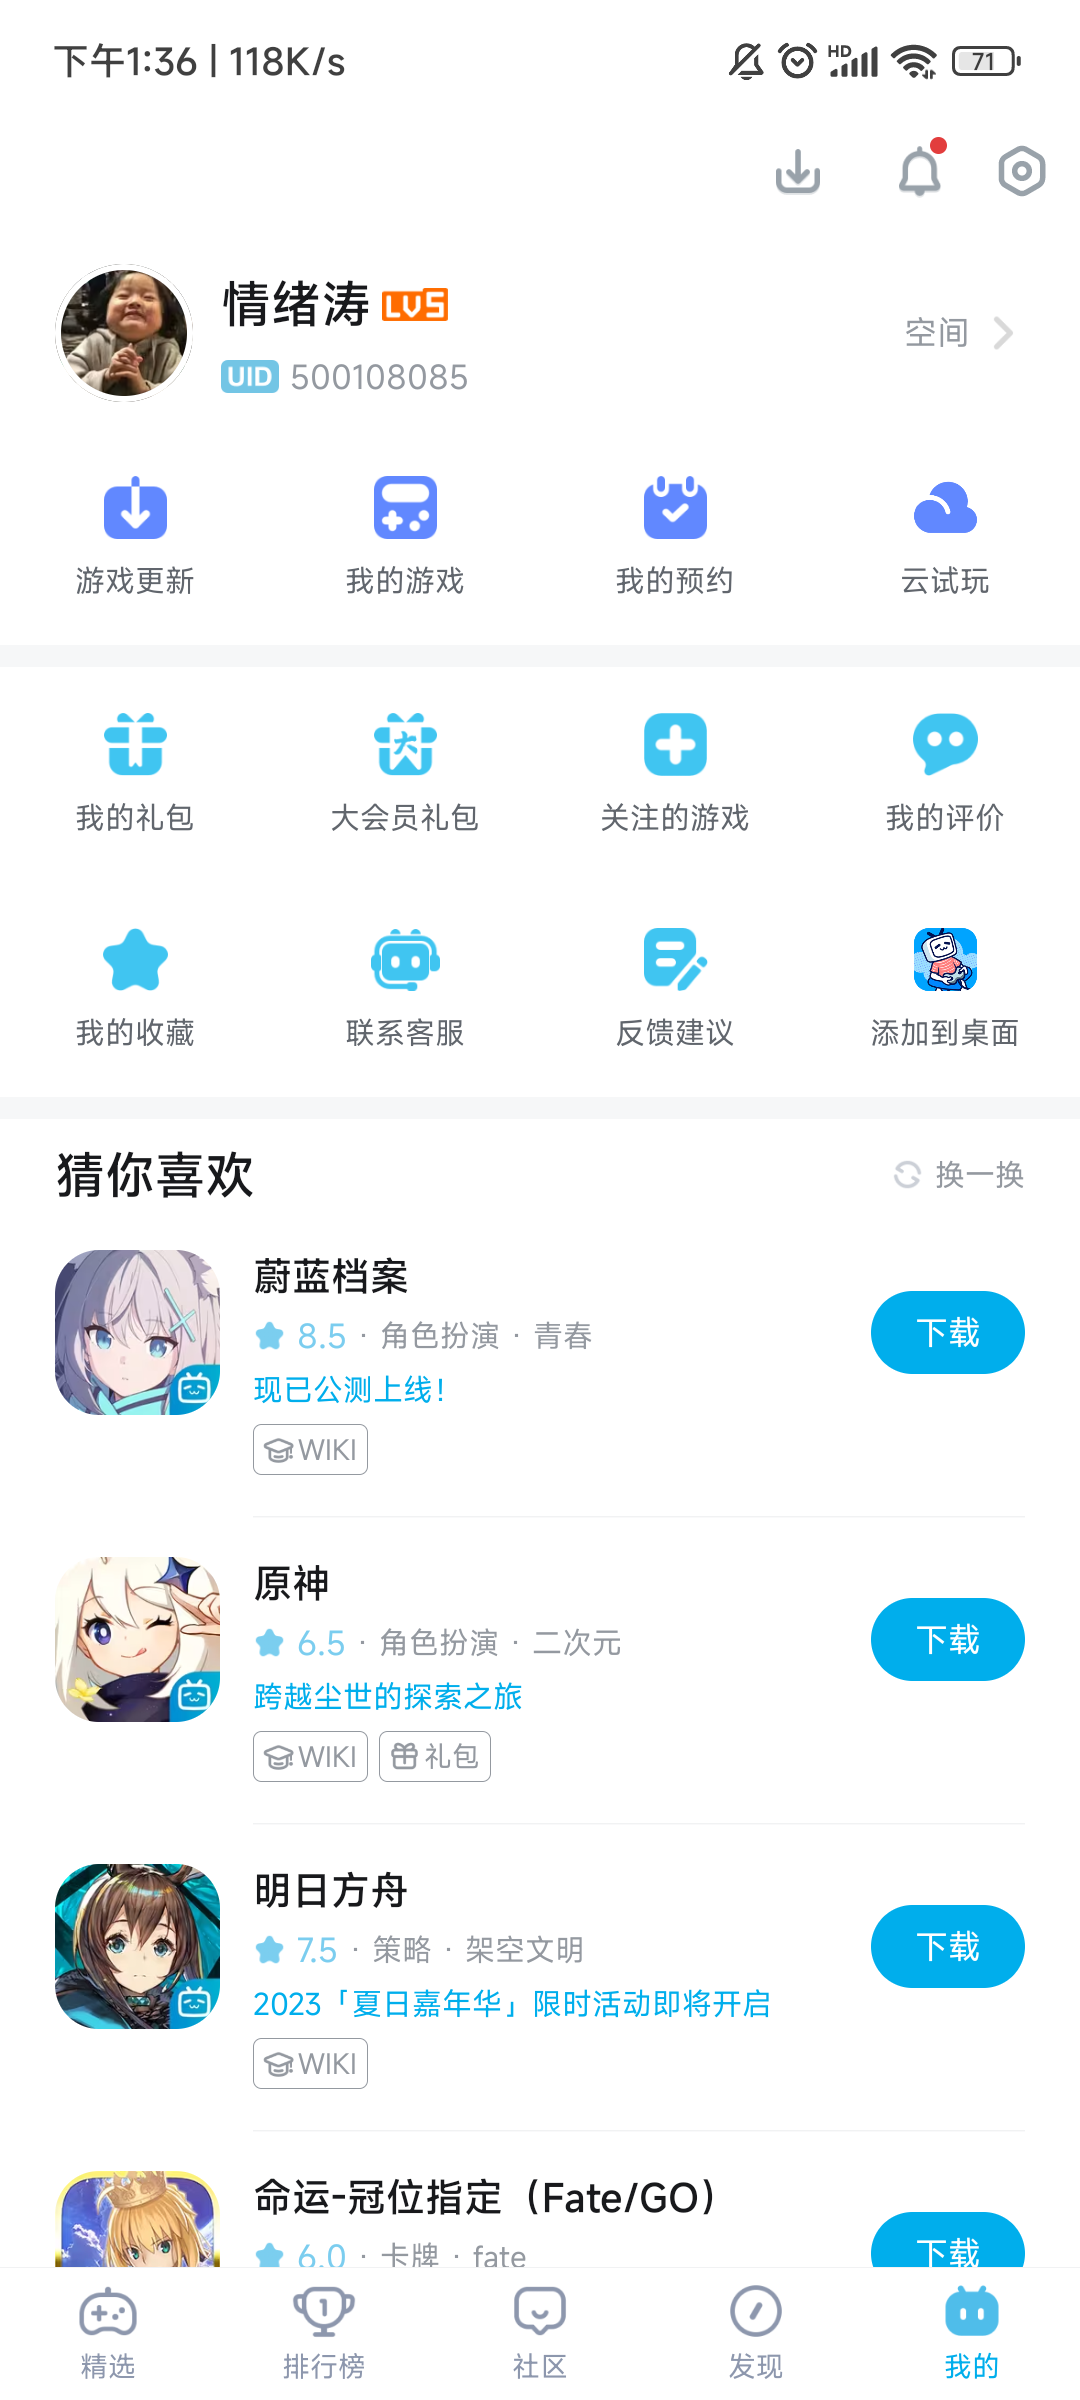 下午1:36 | 118K/s
HD
71
情绪涛 LV5
空间
UID 500108085
游戏更新 我的游戏 我的预约 云试玩
大
我的礼包 大会员礼包 关注的游戏 我的评价
我的收藏 联系客服 反馈建议 添加到桌面
猜你喜欢 换一换
蔚蓝档案
8.5 · 角色扮演 · 青春
下载
现已公测上线!
WIKI
原神
6.5 · 角色扮演 · 二次元
下载
跨越尘世的探索之旅
WIKI 礼包
明日方舟
7.5 · 策略 · 架空文明
下载
2023「夏日嘉年华」限时活动即将开启
WIKI
命运-冠位指定（Fate/GO）
6.0 · 卡牌 · fate
下载
1
精选 排行榜 社区 发现 我的